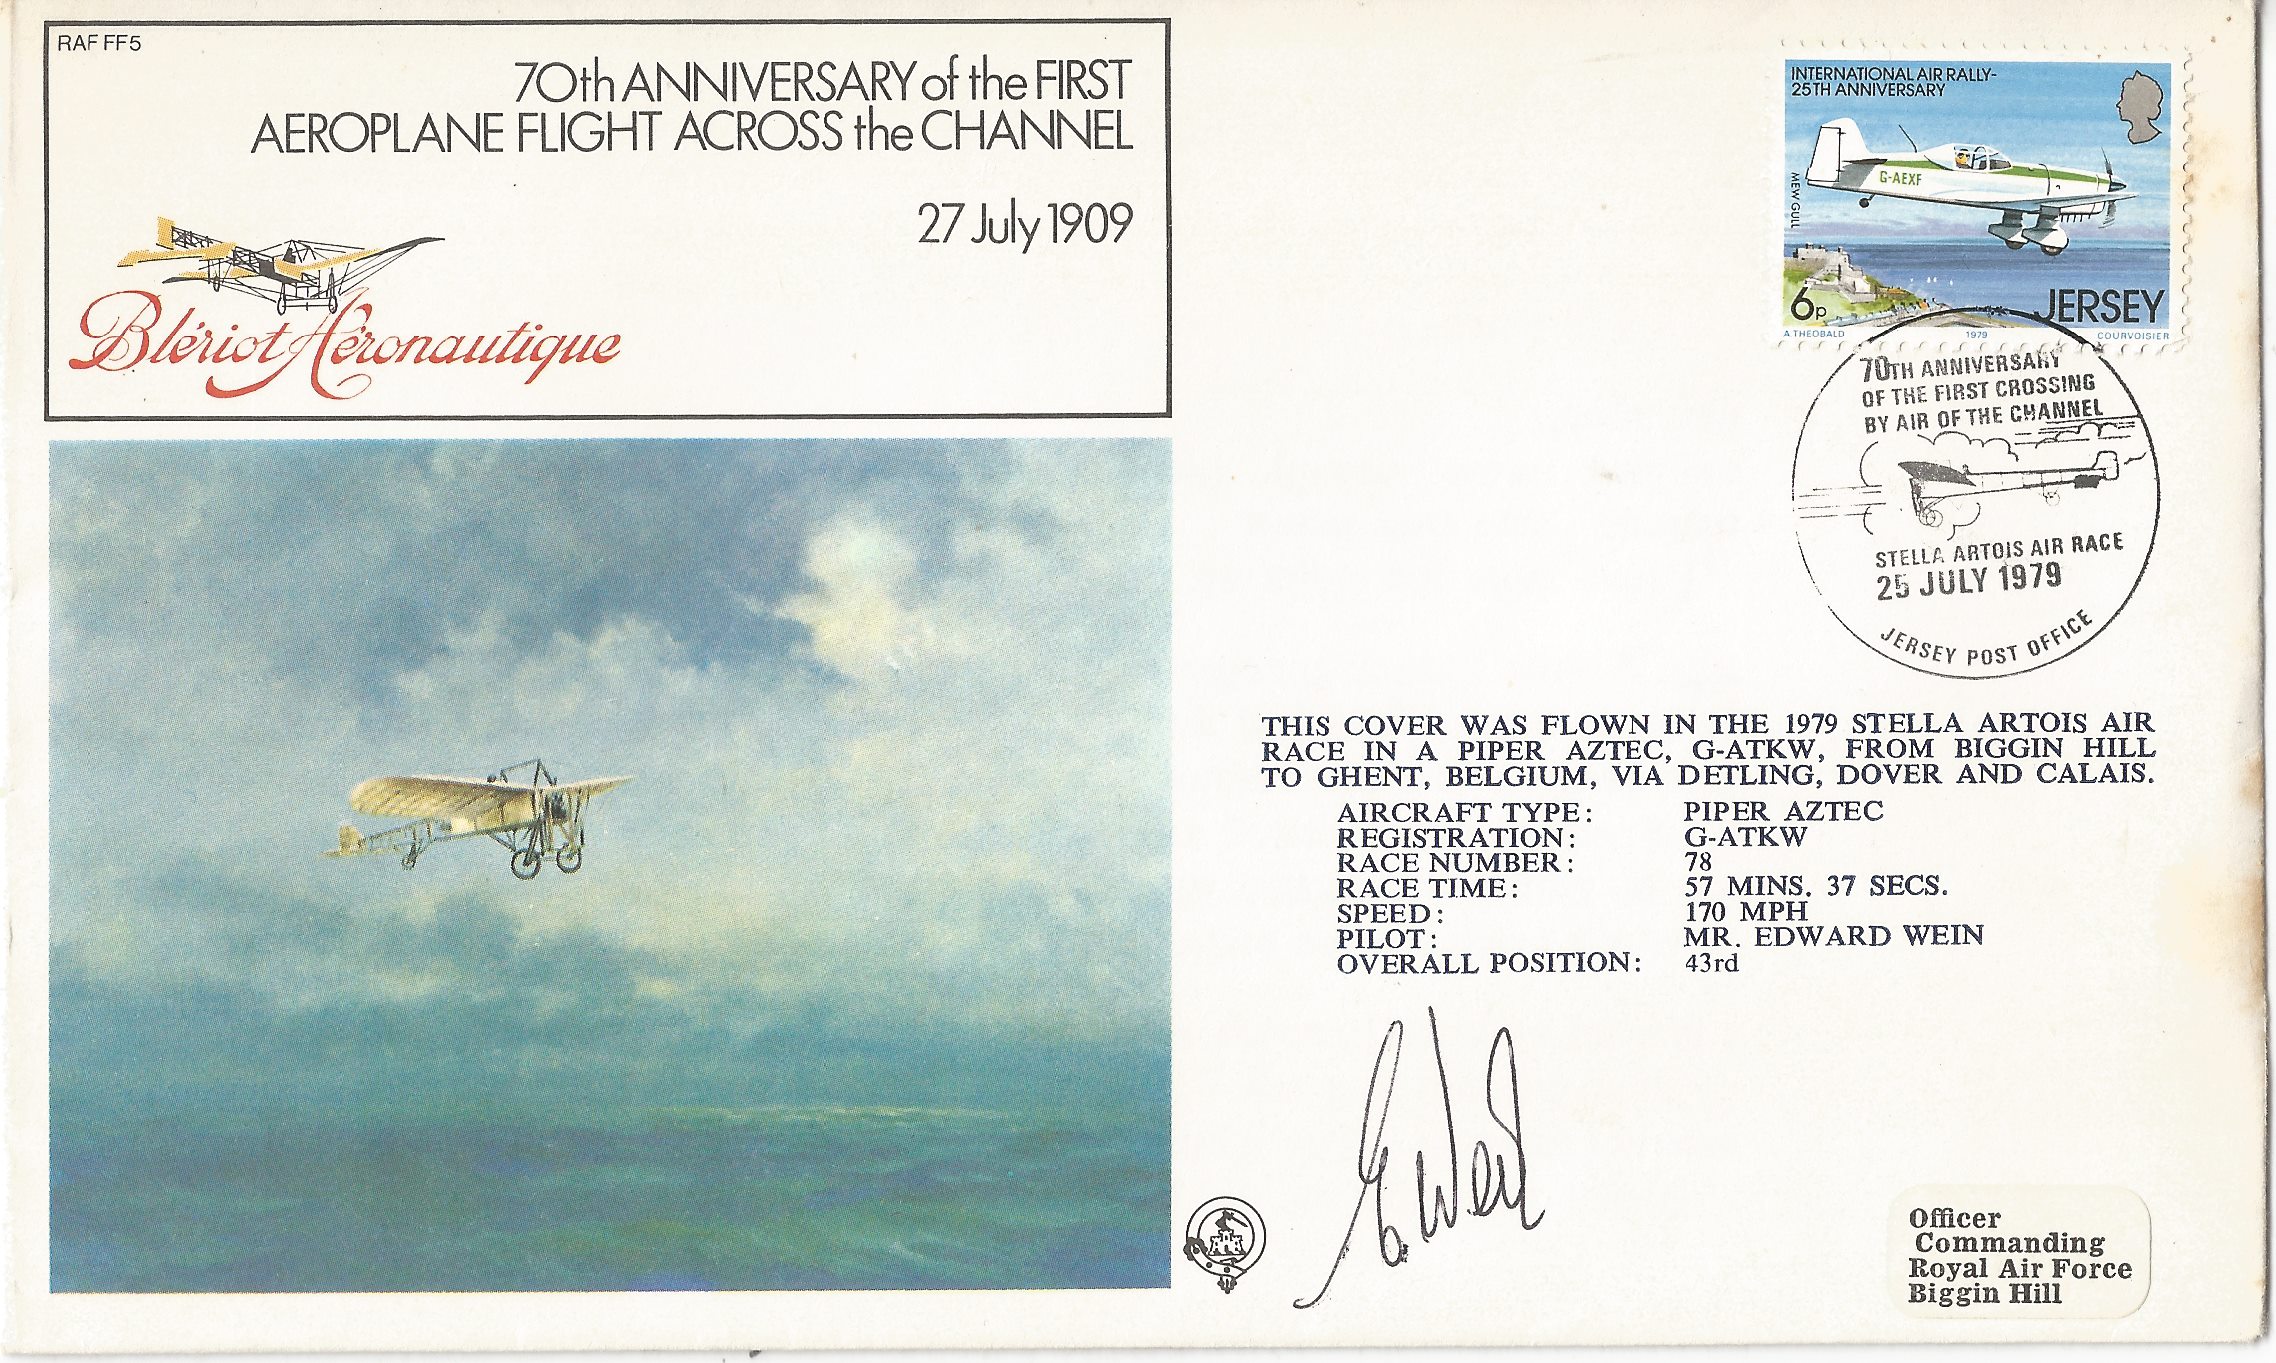 RAF FF5
70th ANNIVERSARY of the FIRST
AEROPLANE FLIGHT ACROSS the CHANNEL
27 July 1909
Blériot Aéronautique
INTERNATIONAL AIR RALLY-
25TH ANNIVERSARY
G-AEXF
MEW GULL
6p
JERSEY
A THEOBALD 1979 COURVOISIER
70TH ANNIVERSARY
OF THE FIRST CROSSING
BY AIR OF THE CHANNEL
STELLA ARTOIS AIR RACE
25 JULY 1979
JERSEY POST OFFICE
THIS COVER WAS FLOWN IN THE 1979 STELLA ARTOIS AIR
RACE IN A PIPER AZTEC, G-ATKW, FROM BIGGIN HILL
TO GHENT, BELGIUM, VIA DETLING, DOVER AND CALAIS.
AIRCRAFT TYPE: PIPER AZTEC
REGISTRATION: G-ATKW
RACE NUMBER: 78
RACE TIME: 57 MINS. 37 SECS.
SPEED: 170 MPH
PILOT: MR. EDWARD WEIN
OVERALL POSITION: 43rd
E. Wein
Officer
Commanding
Royal Air Force
Biggin Hill